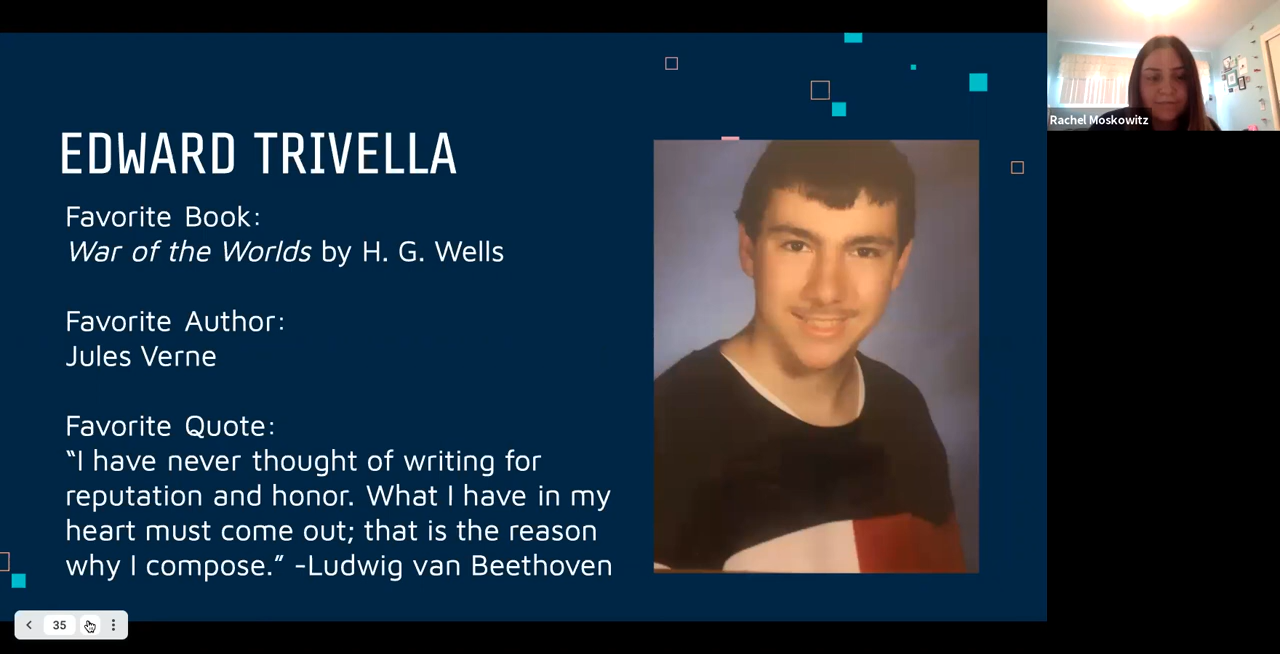 EDWARD TRIVELLA
Favorite Book:
War of the Worlds by H. G. Wells
Favorite Author:
Jules Verne
Favorite Quote:
“I have never thought of writing for
reputation and honor. What I have in my
heart must come out; that is the reason
why I compose.” -Ludwig van Beethoven
35
Rachel Moskowitz